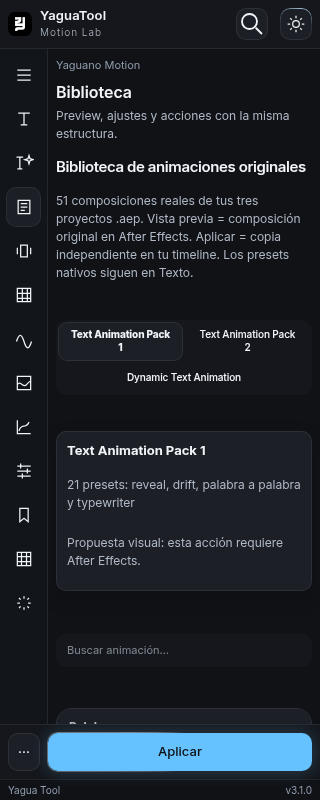 YaguaTool
Motion Lab
Yaguano Motion
Biblioteca
Preview, ajustes y acciones con la misma
estructura.
Biblioteca de animaciones originales
51 composiciones reales de tus tres
proyectos .aep. Vista previa = composición
original en After Effects. Aplicar = copia
independiente en tu timeline. Los presets
nativos siguen en Texto.
Text Animation Pack
1
Text Animation Pack
2
Dynamic Text Animation
Text Animation Pack 1
21 presets: reveal, drift, palabra a palabra
y typewriter
Propuesta visual: esta acción requiere
After Effects.
Buscar animación...
Aplicar
Yagua Tool
v3.1.0